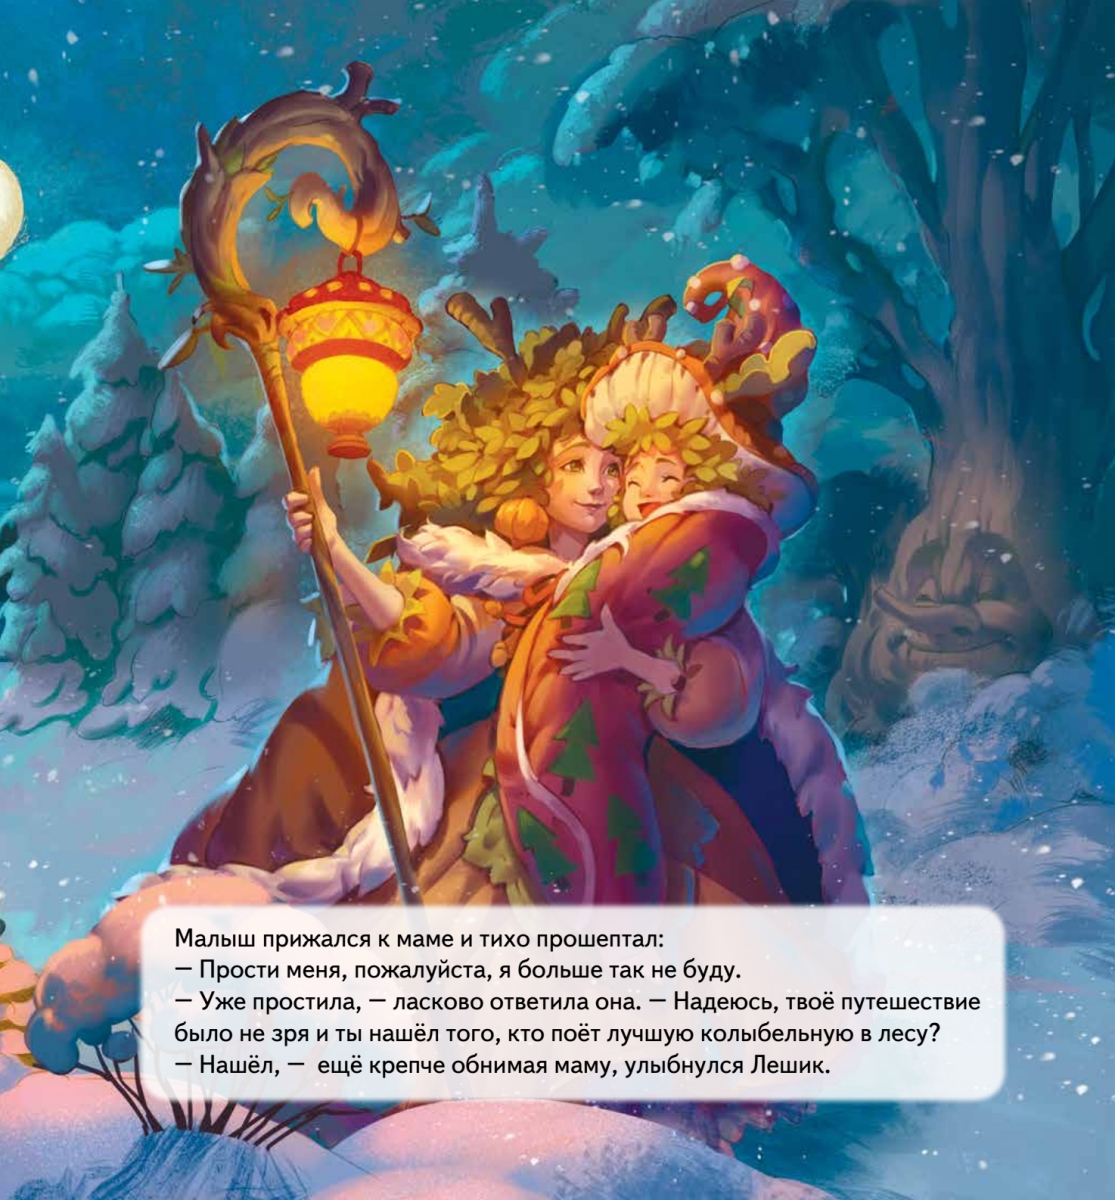 Малыш прижался к маме и тихо прошептал:
— Прости меня, пожалуйста, я больше так не буду.
— Уже простила, — ласково ответила она. — Надеюсь, твоё путешествие
было не зря и ты нашёл того, кто поёт лучшую колыбельную в лесу?
— Нашёл, — ещё крепче обнимая маму, улыбнулся Лешик.